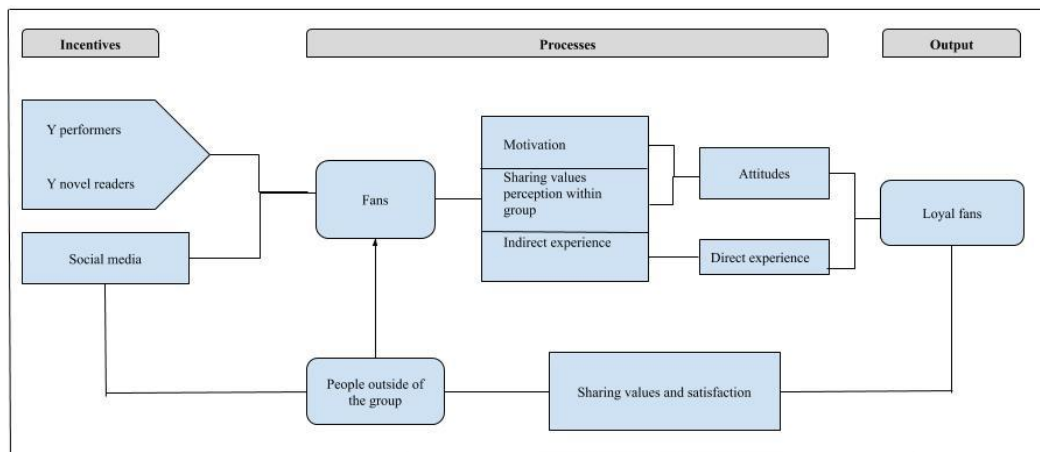 Incentives
Processes
Output
Y performers
Y novel readers
Social media
Fans
Motivation
Sharing values
perception within
group
Indirect experience
Attitudes
Direct experience
Loyal fans
People outside of
the group
Sharing values and satisfaction